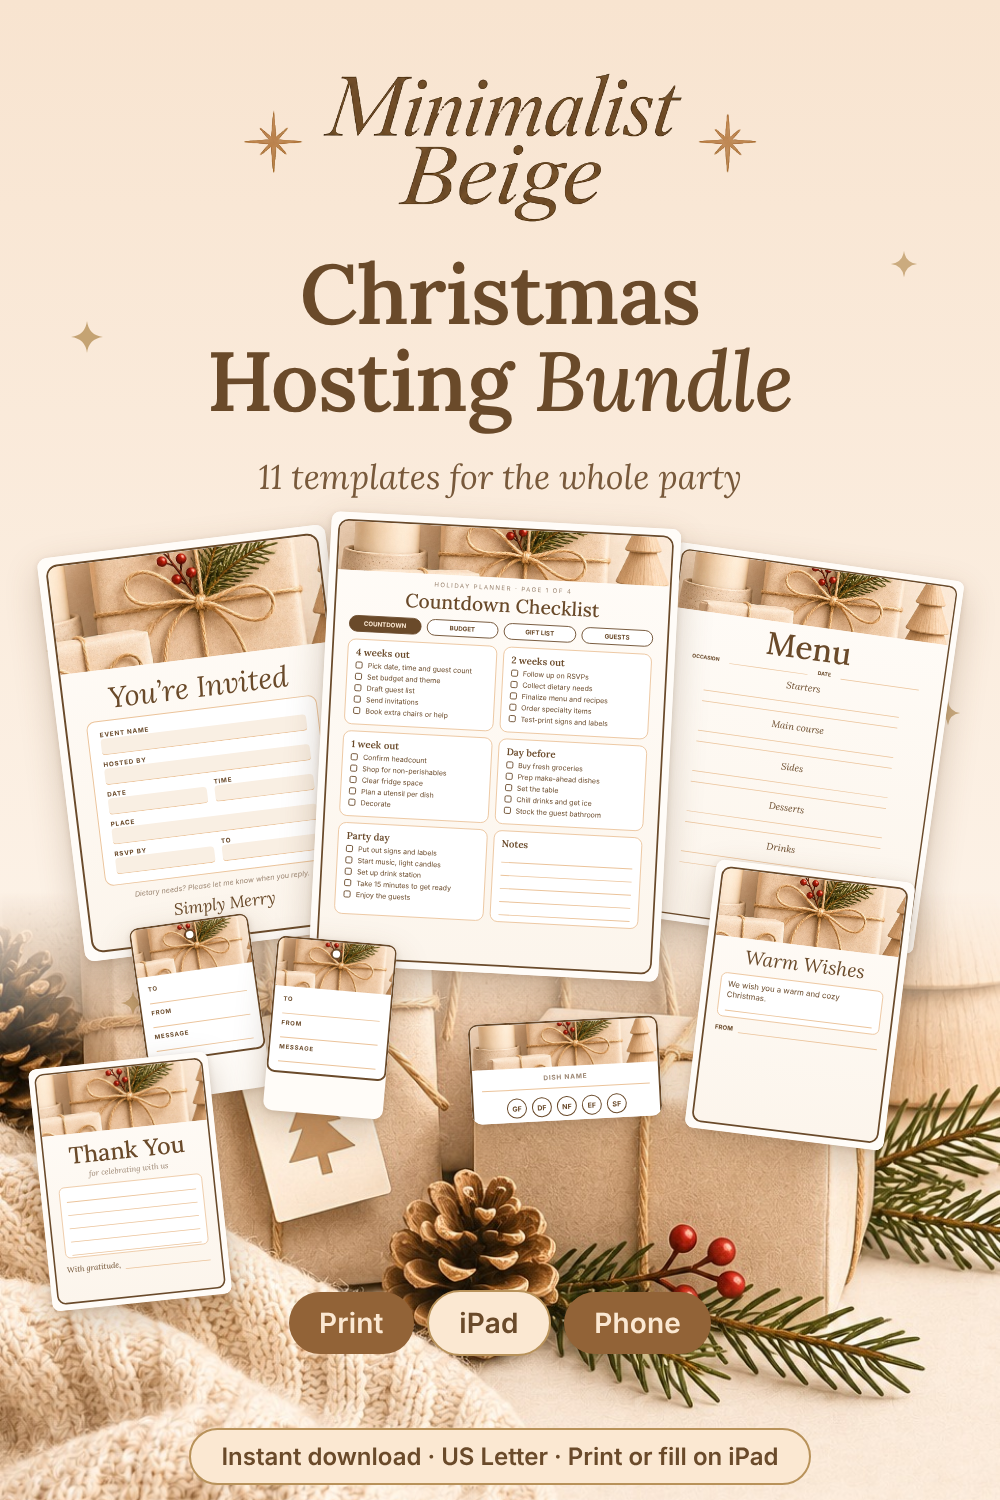 Minimalist
Beige
Christmas
Hosting Bundle
11 templates for the whole party
You're Invited
EVENT NAME
HOSTED BY
DATE
TIME
PLACE
RSVP BY
TO
Dietary needs? Please let me know when you reply.
Simply Merry
HOLIDAY PLANNER · PAGE 1 OF 4
Countdown Checklist
COUNTDOWN
BUDGET
GIFT LIST
GUESTS
4 weeks out
Pick date, time and guest count
Set budget and theme
Draft guest list
Send invitations
Book extra chairs or help
2 weeks out
Follow up on RSVPs
Collect dietary needs
Finalize menu and recipes
Order specialty items
Test-print signs and labels
1 week out
Confirm headcount
Shop for non-perishables
Clear fridge space
Plan a utensil per dish
Decorate
Day before
Buy fresh groceries
Prep make-ahead dishes
Set the table
Chill drinks and get ice
Stock the guest bathroom
Party day
Put out signs and labels
Start music, light candles
Set up drink station
Take 15 minutes to get ready
Enjoy the guests
Notes
Menu
OCCASION
DATE
Starters
Main course
Sides
Desserts
Drinks
TO
FROM
MESSAGE
TO
FROM
MESSAGE
DISH NAME
GF DF NF EF SF
Warm Wishes
We wish you a warm and cozy
Christmas.
FROM
Thank You
for celebrating with us
With gratitude,
Print
iPad
Phone
Instant download · US Letter · Print or fill on iPad